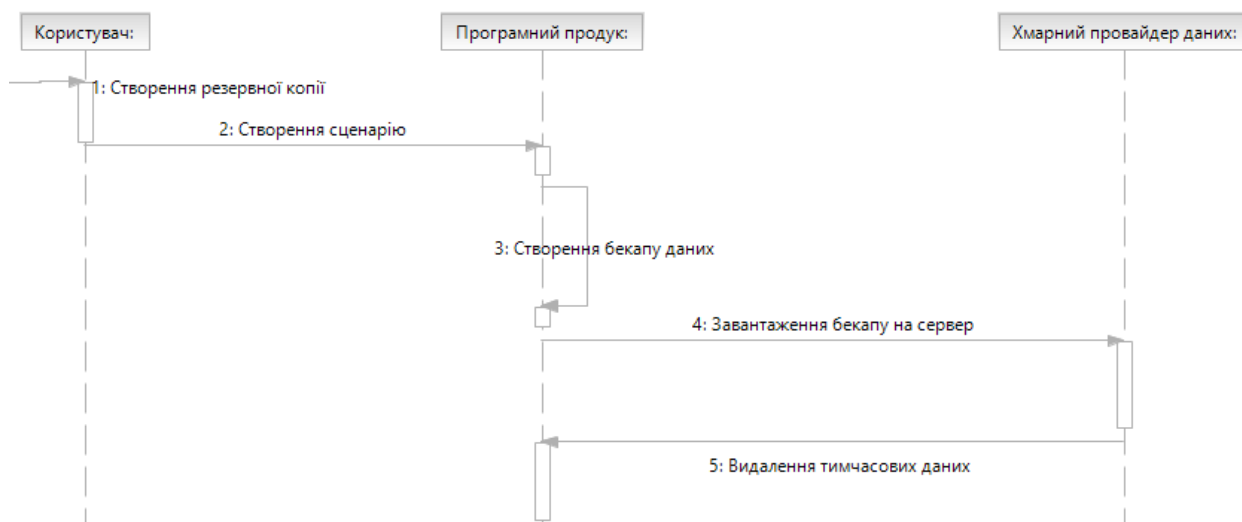 Користувач:
Програмний продукт:
Хмарний провайдер даних:
1: Створення резервної копії
2: Створення сценарію
3: Створення бекапу даних
4: Завантаження бекапу на сервер
5: Видалення тимчасових даних